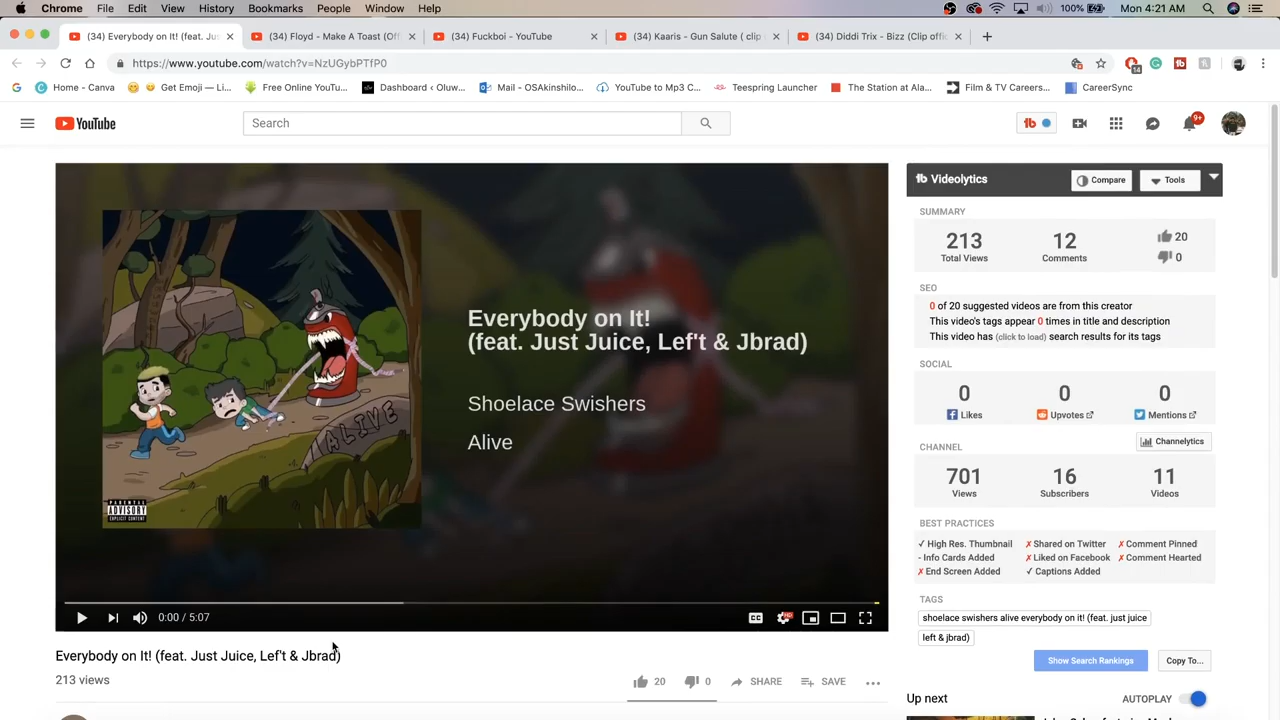 Chrome File Edit View History Bookmarks People Window Help 100% Mon 4:21 AM
(34) Everybody on It! (feat. Ju (34) Floyd - Make A Toast (Off (34) Fuckboi - YouTube (34) Kaaris - Gun Salute ( clip (34) Diddi Trix - Bizz (Clip offi
https://www.youtube.com/watch?v=NzUGybPTfP0 14
Home - Canva Get Emoji — Li... Free Online YouTu... Dashboard ‹ Oluw... Mail - OSAkinshilo... YouTube to Mp3 C... Teespring Launcher The Station at Ala... Film & TV Careers... CareerSync
YouTube Search tb 9+
tb Videolytics Compare Tools
SUMMARY
213 12 20
Total Views Comments 0
SEO
0 of 20 suggested videos are from this creator
This video's tags appear 0 times in title and description
This video has (click to load) search results for its tags
SOCIAL
0 0 0
Likes Upvotes Mentions
CHANNEL Channelytics
701 16 11
Views Subscribers Videos
BEST PRACTICES
✓ High Res. Thumbnail ✗ Shared on Twitter ✗ Comment Pinned
- Info Cards Added ✗ Liked on Facebook ✗ Comment Hearted
✗ End Screen Added ✓ Captions Added
TAGS
shoelace swishers alive everybody on it! (feat. just juice
left & jbrad)
Show Search Rankings Copy To...
Everybody on It!
(feat. Just Juice, Lef't & Jbrad)
Shoelace Swishers
Alive
ALIVE
PARENTAL
ADVISORY
EXPLICIT CONTENT
0:00 / 5:07 CC HD
Everybody on It! (feat. Just Juice, Lef't & Jbrad)
213 views 20 0 SHARE SAVE
Up next AUTOPLAY